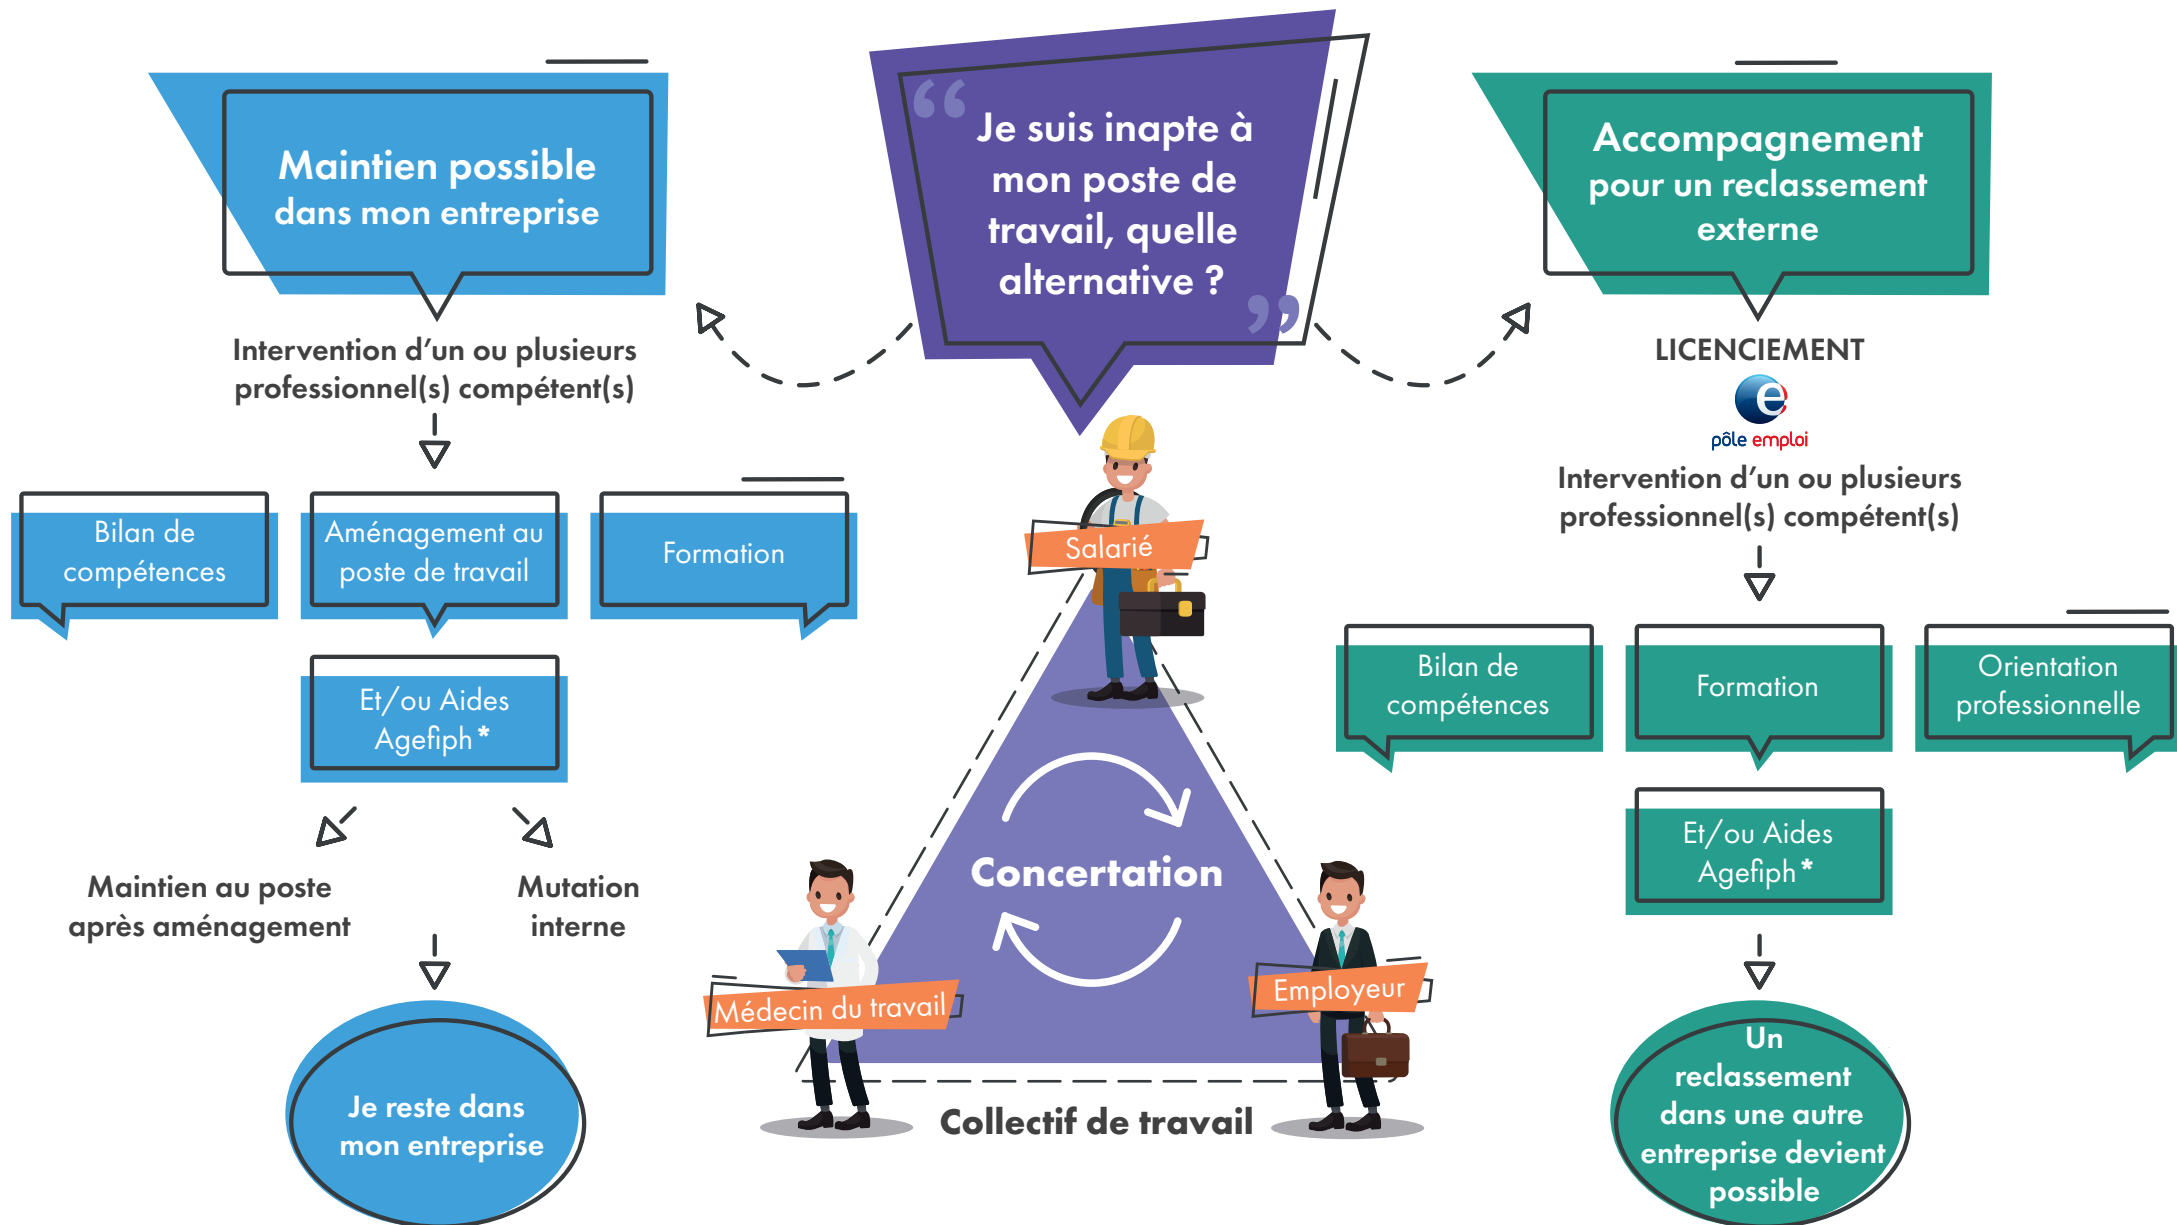 “
Je suis inapte à
mon poste de
travail, quelle
alternative ?
”
Maintien possible
dans mon entreprise
Intervention d’un ou plusieurs
professionnel(s) compétent(s)
Bilan de
compétences
Aménagement au
poste de travail
Formation
Et/ou Aides
Agefiph*
Maintien au poste
après aménagement
Mutation
interne
Je reste dans
mon entreprise
Salarié
Concertation
Médecin du travail
Employeur
Collectif de travail
Accompagnement
pour un reclassement
externe
LICENCIEMENT
e
pôle emploi
Intervention d’un ou plusieurs
professionnel(s) compétent(s)
Bilan de
compétences
Formation
Orientation
professionnelle
Et/ou Aides
Agefiph*
Un
reclassement
dans une autre
entreprise devient
possible